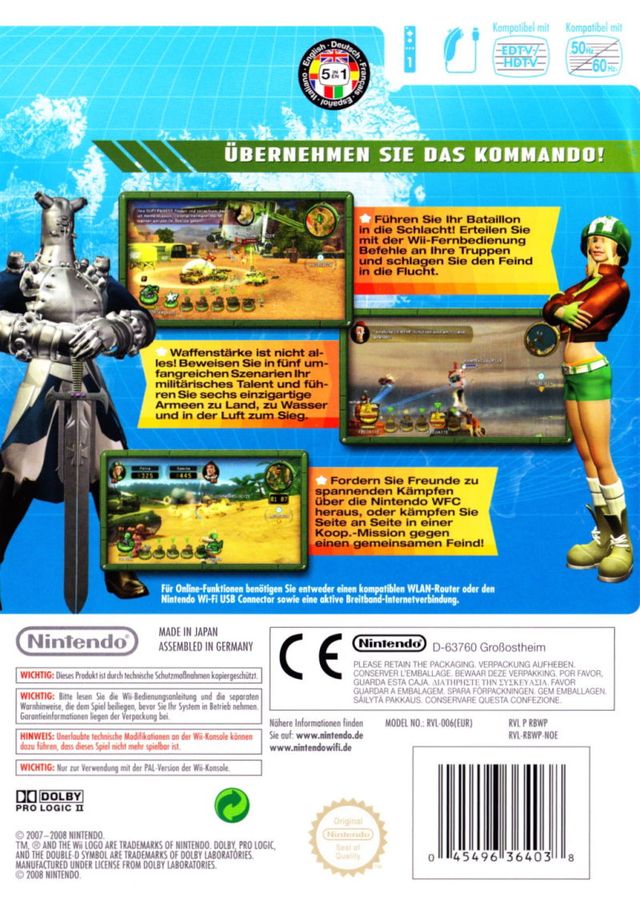 Kompatibel mit
Kompatibel mit
1
EDTV/
HDTV
50Hz
60Hz
English • Deutsch • Français • Español • Italiano
5 IN 1
ÜBERNEHMEN SIE DAS KOMMANDO!
Führen Sie Ihr Bataillon
in die Schlacht! Erteilen Sie
mit der Wii-Fernbedienung
Befehle an Ihre Truppen
und schlagen Sie den Feind
in die Flucht.
Waffenstärke ist nicht al-
les! Beweisen Sie in fünf um-
fangreichen Szenarien Ihr
militärisches Talent und füh-
ren Sie sechs einzigartige
Armeen zu Land, zu Wasser
und in der Luft zum Sieg.
Fordern Sie Freunde zu
spannenden Kämpfen
über die Nintendo WFC
heraus, oder kämpfen Sie
Seite an Seite in einer
Koop.-Mission gegen
einen gemeinsamen Feind!
Für Online-Funktionen benötigen Sie entweder einen kompatiblen WLAN-Router oder den
Nintendo Wi-Fi USB Connector sowie eine aktive Breitband-Internetverbindung.
Nintendo
MADE IN JAPAN
ASSEMBLED IN GERMANY
CE
Nintendo D-63760 Großostheim
PLEASE RETAIN THE PACKAGING. VERPACKUNG AUFHEBEN.
CONSERVER L'EMBALLAGE. BEWAAR DEZE VERPAKKING. POR FAVOR,
GUARDA ESTA CAJA. ΔΙΑΤΗΡΗΣΤΕ ΤΗΝ ΣΥΣΚΕΥΑΣΙΑ. FAVOR
GUARDAR A EMBALAGEM. SPARA FÖRPACKNINGEN. GEM EMBALLAGEN.
SÄILYTÄ PAKKAUS. CONSERVARE QUESTA CONFEZIONE.
WICHTIG: Dieses Produkt ist durch technische Schutzmaßnahmen kopiergeschützt.
WICHTIG: Bitte lesen Sie die Wii-Bedienungsanleitung und die separaten
Warnhinweise, die dem Spiel beiliegen, bevor Sie Ihr System in Betrieb nehmen.
Garantieinformationen liegen der Verpackung bei.
HINWEIS: Unerlaubte technische Modifikationen an der Wii-Konsole können
dazu führen, dass dieses Spiel nicht mehr spielbar ist.
WICHTIG: Nur zur Verwendung mit der PAL-Version der Wii-Konsole.
Nähere Informationen finden
Sie auf: www.nintendo.de
www.nintendowifi.de
MODEL NO.: RVL-006(EUR)
RVL P RBWP
RVL-RBWP-NOE
DOLBY
PRO LOGIC II
Original
Nintendo
Seal of
Quality
0 45496 36403 8
© 2007–2008 NINTENDO.
TM, ® AND THE Wii LOGO ARE TRADEMARKS OF NINTENDO. DOLBY, PRO LOGIC,
AND THE DOUBLE-D SYMBOL ARE TRADEMARKS OF DOLBY LABORATORIES.
MANUFACTURED UNDER LICENSE FROM DOLBY LABORATORIES.
© 2008 NINTENDO.